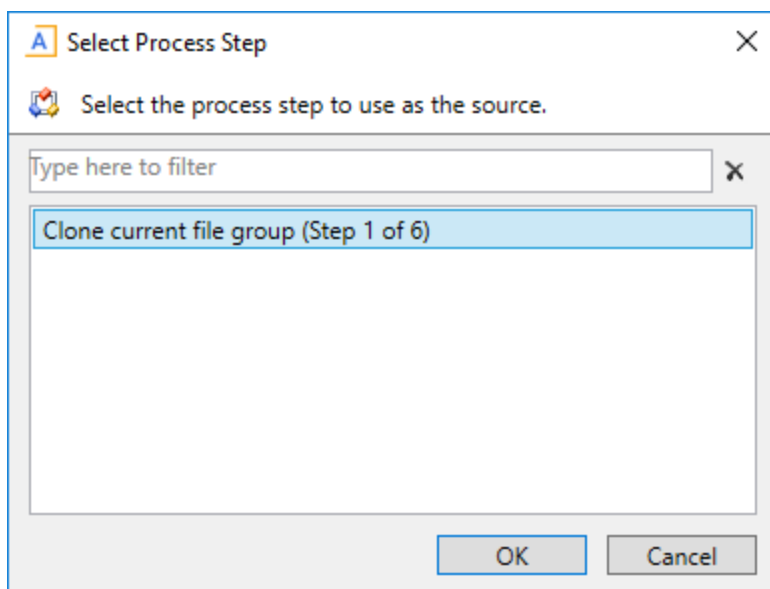 A Select Process Step
Select the process step to use as the source.
Type here to filter
Clone current file group (Step 1 of 6)
OK Cancel